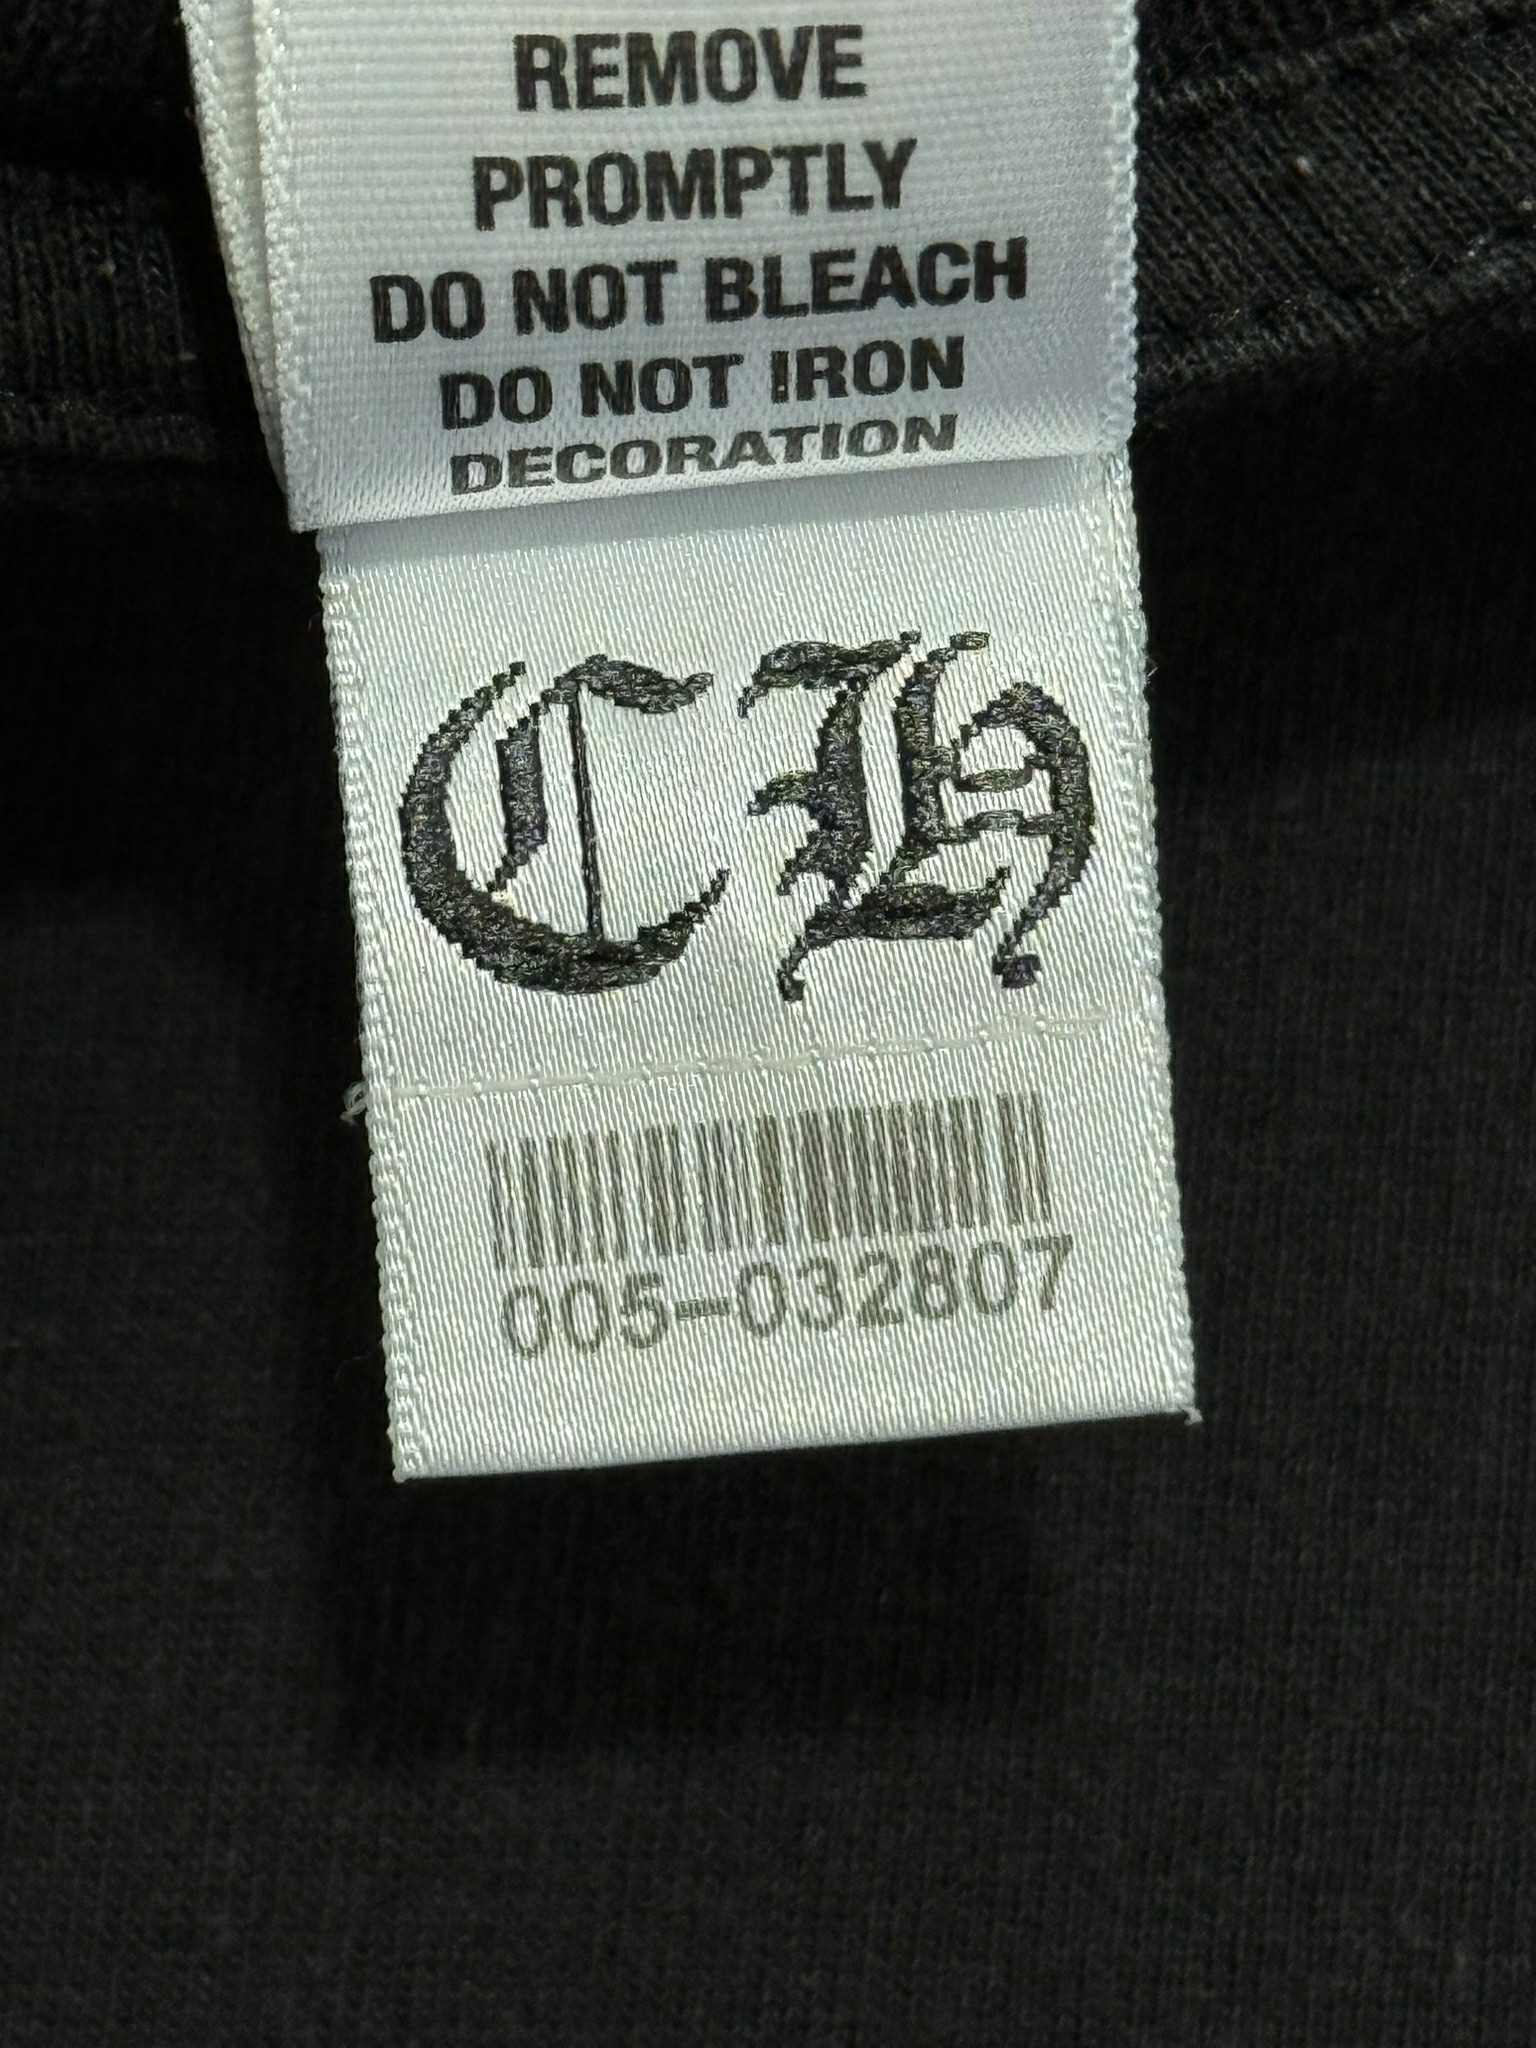 REMOVE
PROMPTLY
DO NOT BLEACH
DO NOT IRON
DECORATION
CH
005-032807